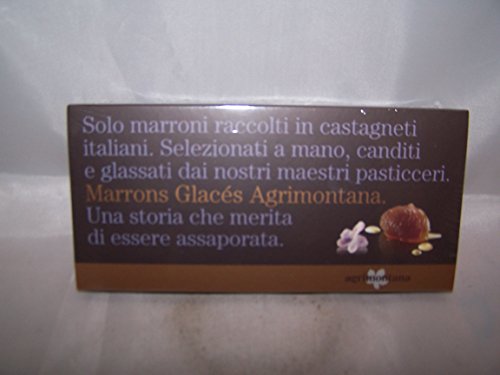 Solo marroni raccolti in castagneti
italiani. Selezionati a mano, canditi
e glassati dai nostri maestri pasticceri.
Marrons Glacés Agrimontana.
Una storia che merita
di essere assaporata.
agrimontana